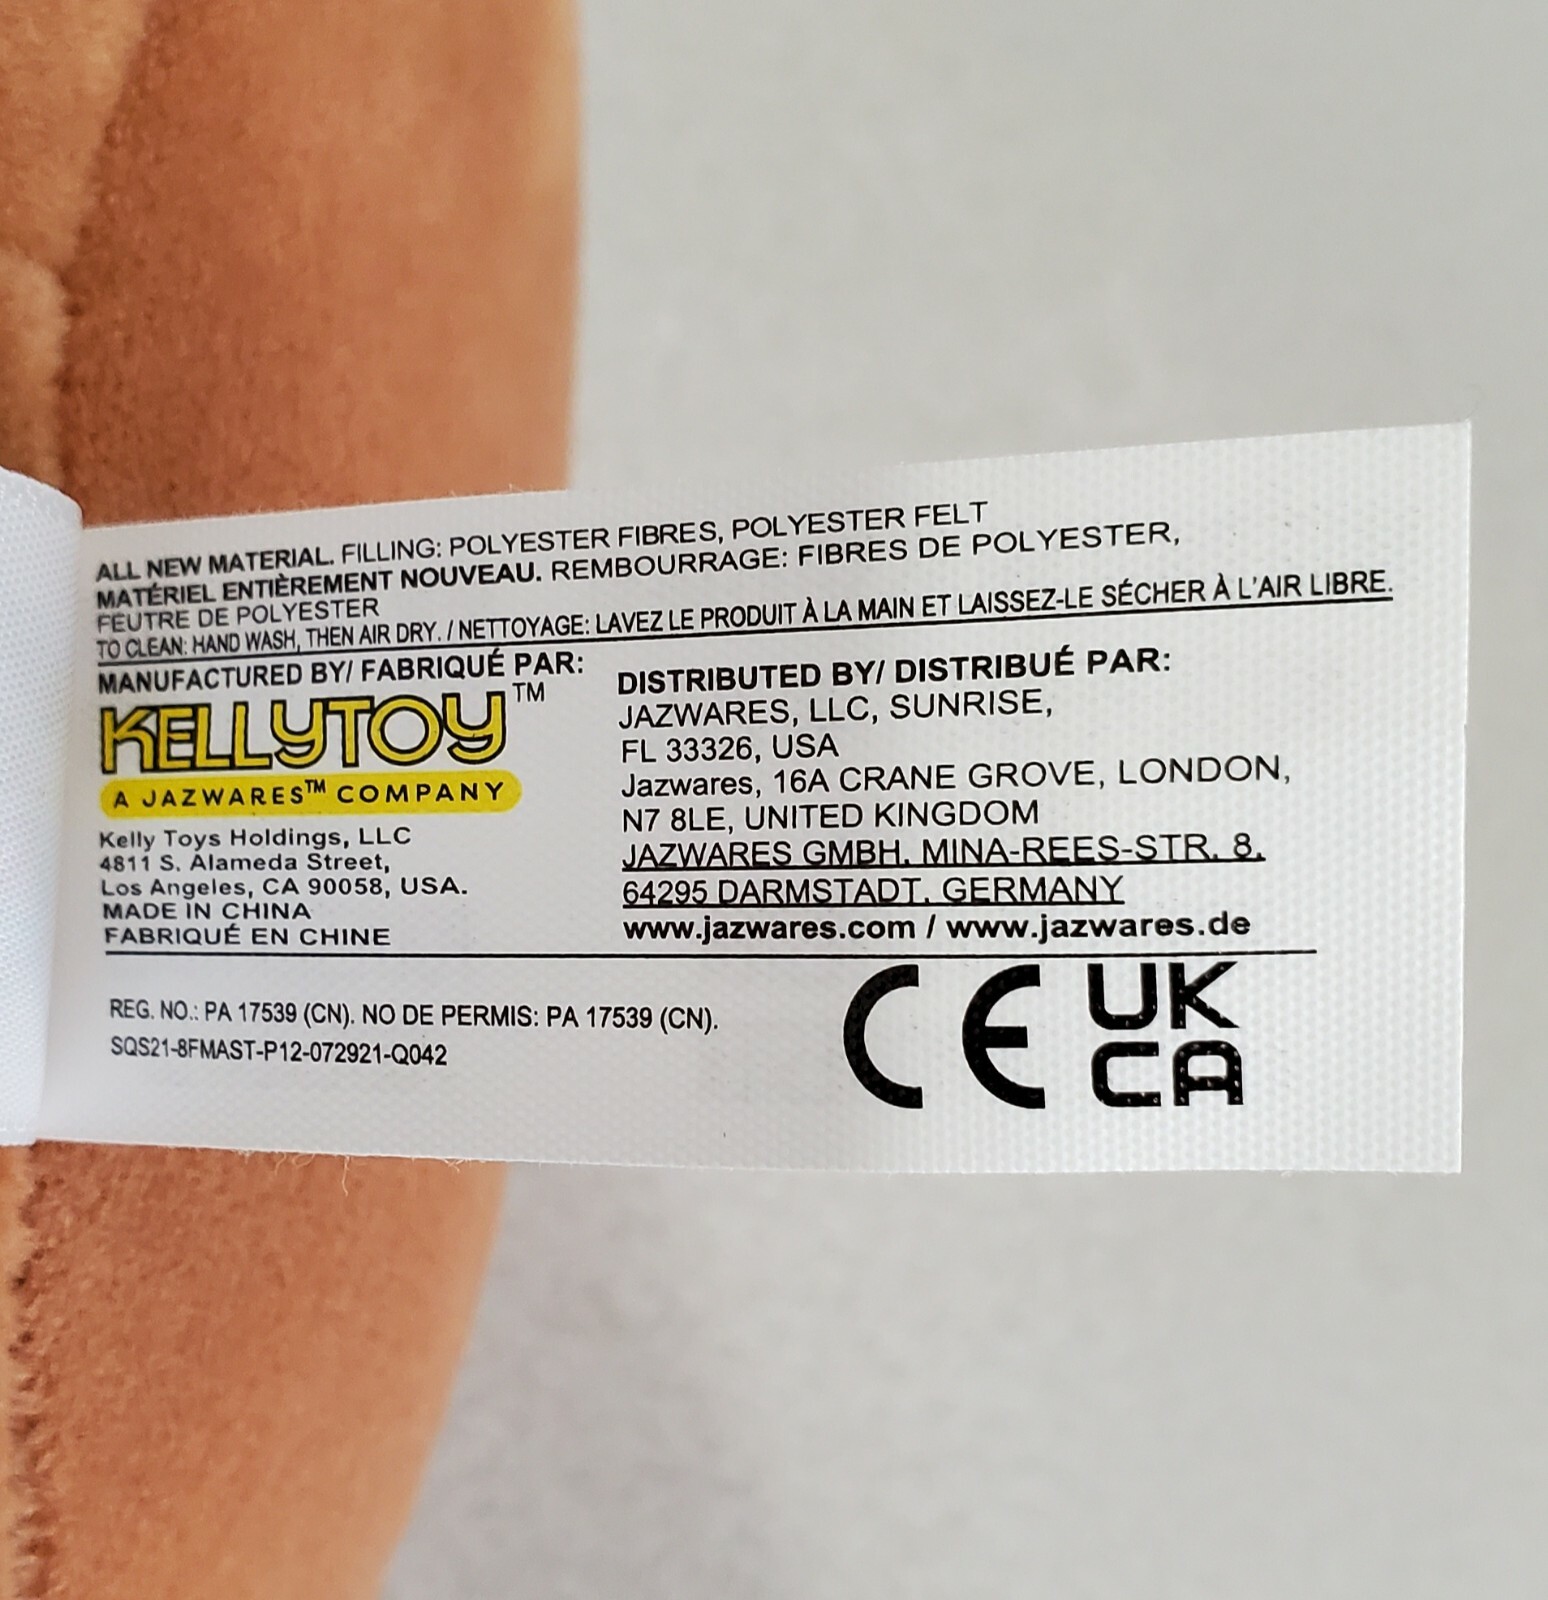 ALL NEW MATERIAL. FILLING: POLYESTER FIBRES, POLYESTER FELT
MATÉRIEL ENTIÈREMENT NOUVEAU. REMBOURRAGE: FIBRES DE POLYESTER,
FEUTRE DE POLYESTER
TO CLEAN: HAND WASH, THEN AIR DRY. / NETTOYAGE: LAVEZ LE PRODUIT À LA MAIN ET LAISSEZ-LE SÉCHER À L'AIR LIBRE.
MANUFACTURED BY/ FABRIQUÉ PAR:
KELLYTOY™
A JAZWARES™ COMPANY
Kelly Toys Holdings, LLC
4811 S. Alameda Street,
Los Angeles, CA 90058, USA.
MADE IN CHINA
FABRIQUÉ EN CHINE
DISTRIBUTED BY/ DISTRIBUÉ PAR:
JAZWARES, LLC, SUNRISE,
FL 33326, USA
Jazwares, 16A CRANE GROVE, LONDON,
N7 8LE, UNITED KINGDOM
JAZWARES GMBH. MINA-REES-STR. 8.
64295 DARMSTADT. GERMANY
www.jazwares.com / www.jazwares.de
REG. NO.: PA 17539 (CN). NO DE PERMIS: PA 17539 (CN).
SQS21-8FMAST-P12-072921-Q042
CE
UK
CA